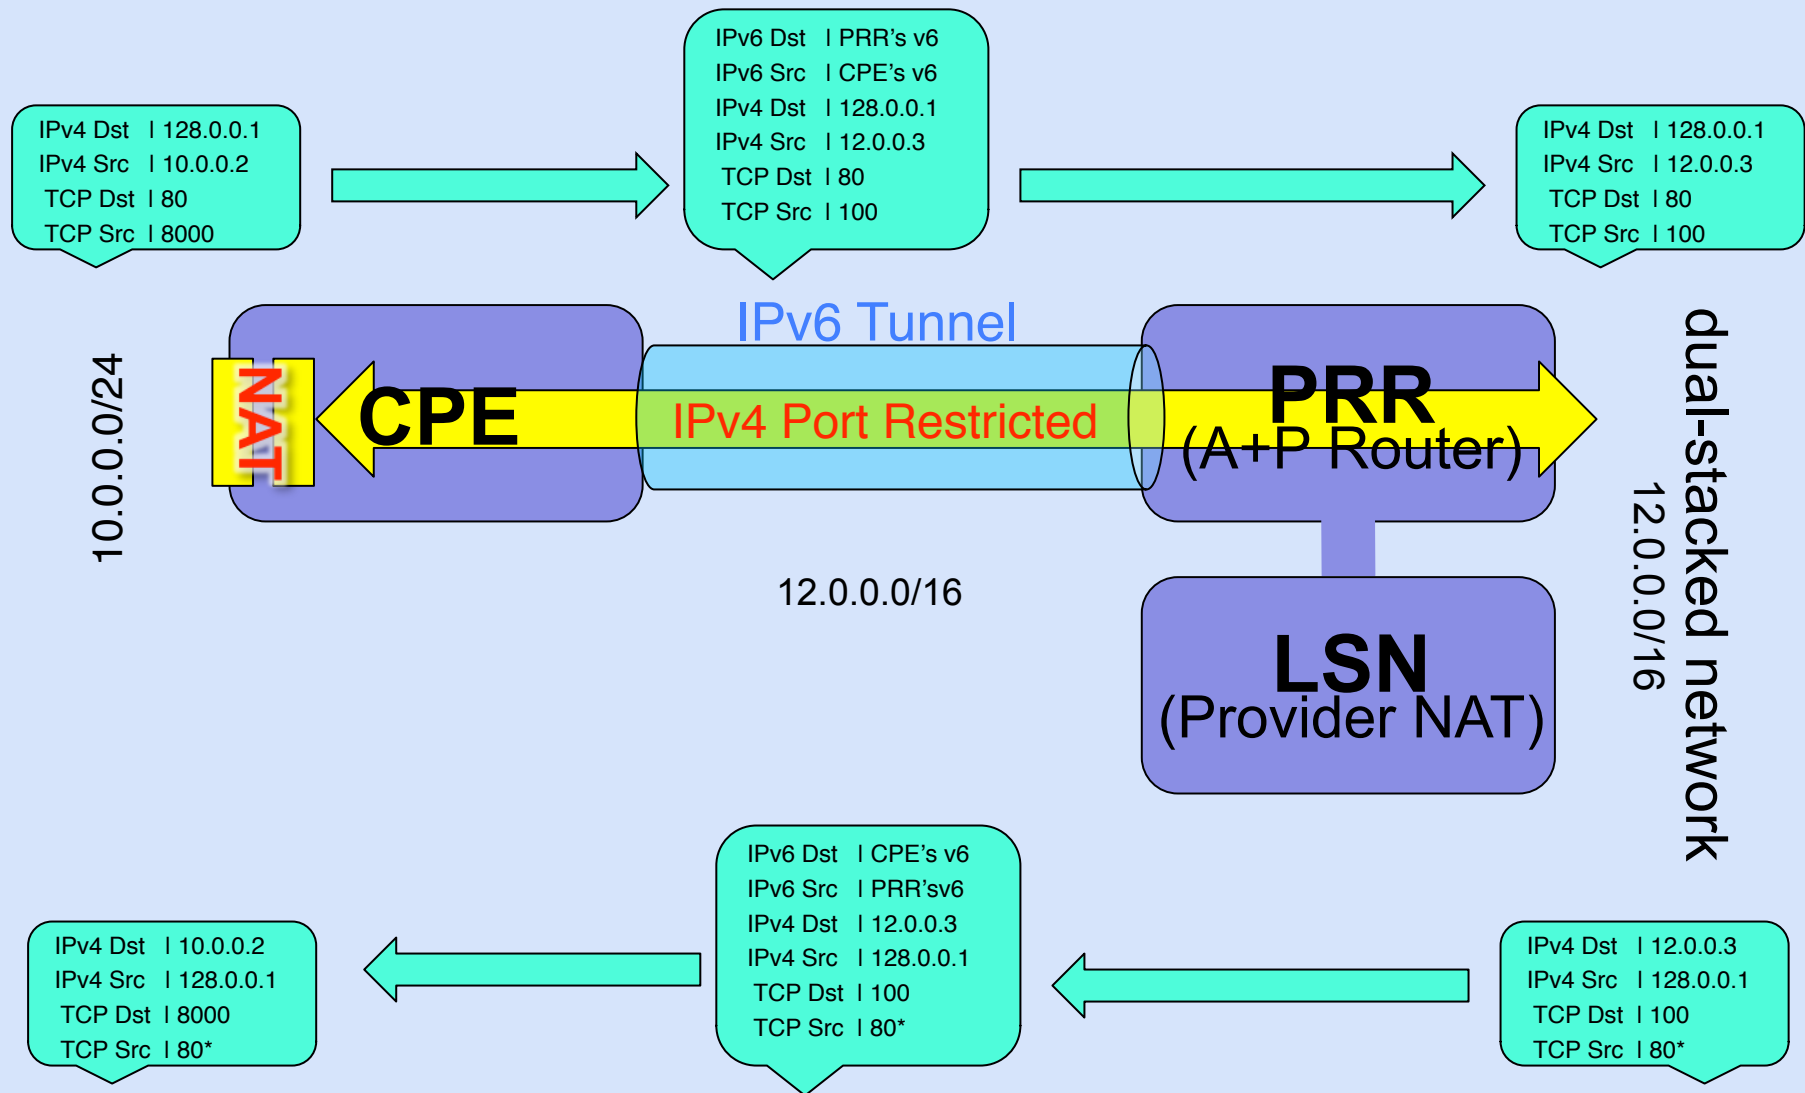 IPv6 Dst | PRR's v6
IPv6 Src | CPE's v6
IPv4 Dst | 128.0.0.1
IPv4 Src | 12.0.0.3
TCP Dst | 80
TCP Src | 100
IPv4 Dst | 128.0.0.1
IPv4 Src | 10.0.0.2
TCP Dst | 80
TCP Src | 8000
IPv4 Dst | 128.0.0.1
IPv4 Src | 12.0.0.3
TCP Dst | 80
TCP Src | 100
IPv6 Tunnel
10.0.0.0/24
NAT
CPE
IPv4 Port Restricted
PRR
(A+P Router)
dual-stacked network
12.0.0.0/16
12.0.0.0/16
LSN
(Provider NAT)
IPv6 Dst | CPE's v6
IPv6 Src | PRR'sv6
IPv4 Dst | 12.0.0.3
IPv4 Src | 128.0.0.1
TCP Dst | 100
TCP Src | 80*
IPv4 Dst | 10.0.0.2
IPv4 Src | 128.0.0.1
TCP Dst | 8000
TCP Src | 80*
IPv4 Dst | 12.0.0.3
IPv4 Src | 128.0.0.1
TCP Dst | 100
TCP Src | 80*